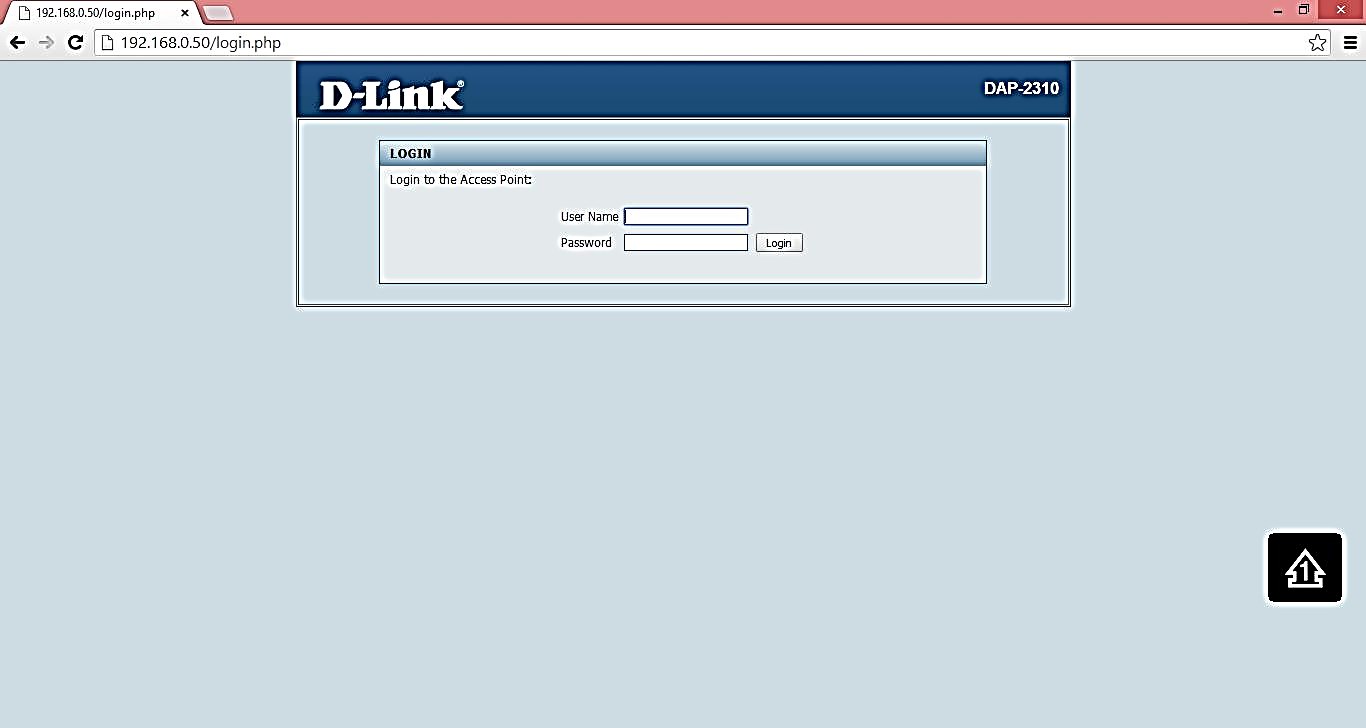 192.168.0.50/login.php
192.168.0.50/login.php
D-Link®
DAP-2310
LOGIN
Login to the Access Point:
User Name
Password
Login
1